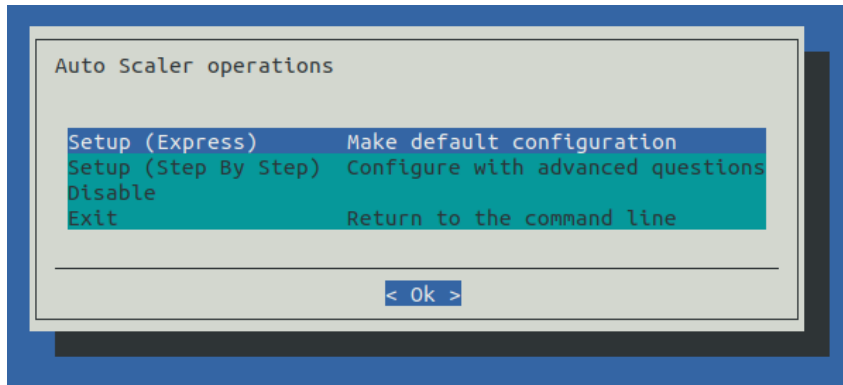 Auto Scaler operations
Setup (Express) Make default configuration
Setup (Step By Step) Configure with advanced questions
Disable
Exit Return to the command line
< Ok >